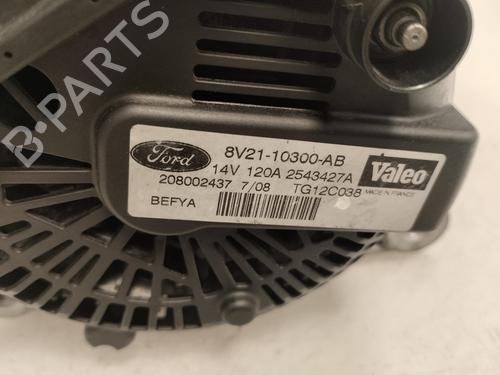 B-PARTS
Ford
8V21-10300-AB
14V 120A 2543427A
208002437 7/08 TG12C038
BEFYA
Valeo
MADE IN FRANCE